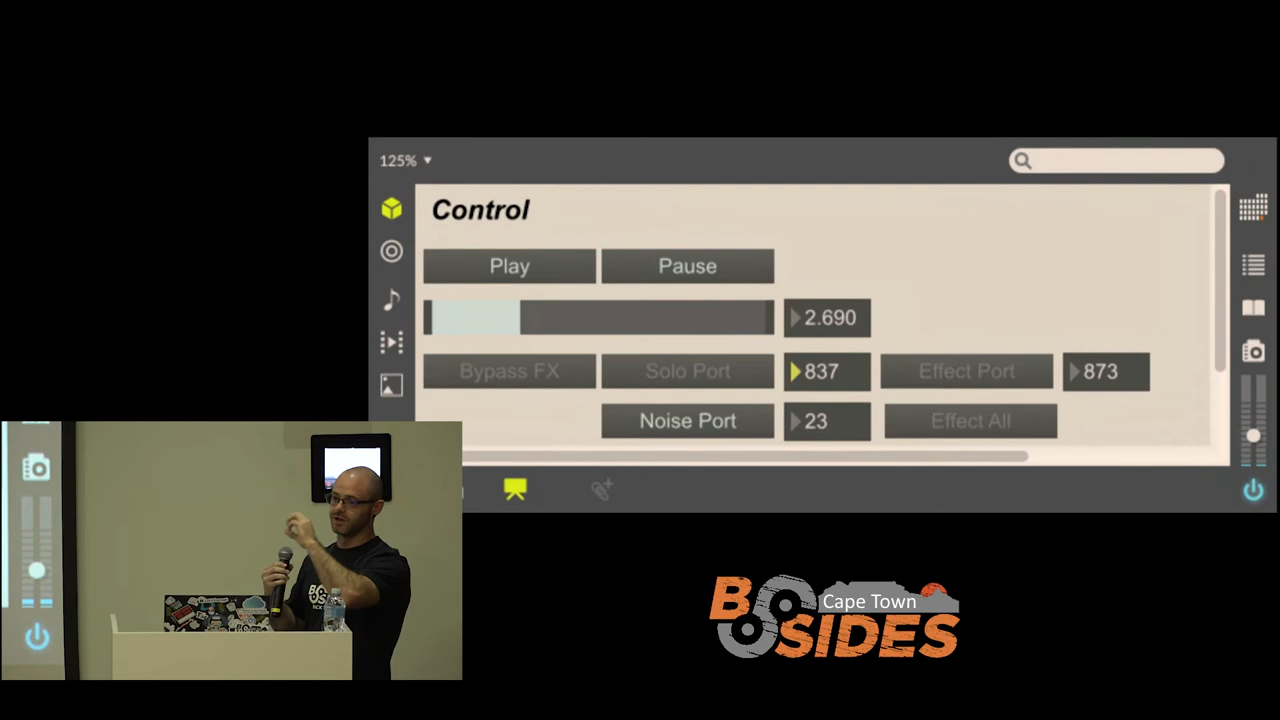 125%
Control
Play Pause
2.690
Bypass FX Solo Port 837 Effect Port 873
Noise Port 23 Effect All
BSIDES
Cape Town